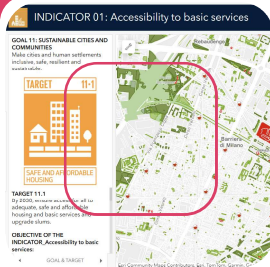 INDICATOR 01: Accessibility to basic services
GOAL 11: SUSTAINABLE CITIES AND
COMMUNITIES
Make cities and human settlements
inclusive, safe, resilient and
sustainable.
TARGET 11-1
SAFE AND AFFORDABLE
HOUSING
TARGET 11.1
By 2030, ensure access for all to
adequate, safe and affordable
housing and basic services and
upgrade slums.
OBJECTIVE OF THE
INDICATOR_Accessibility to basic
services:
GOAL & TARGET
Rebaudengo
Barriera
di Milano
Esri Community Maps Contributors, Esri, TomTom, Garmin,